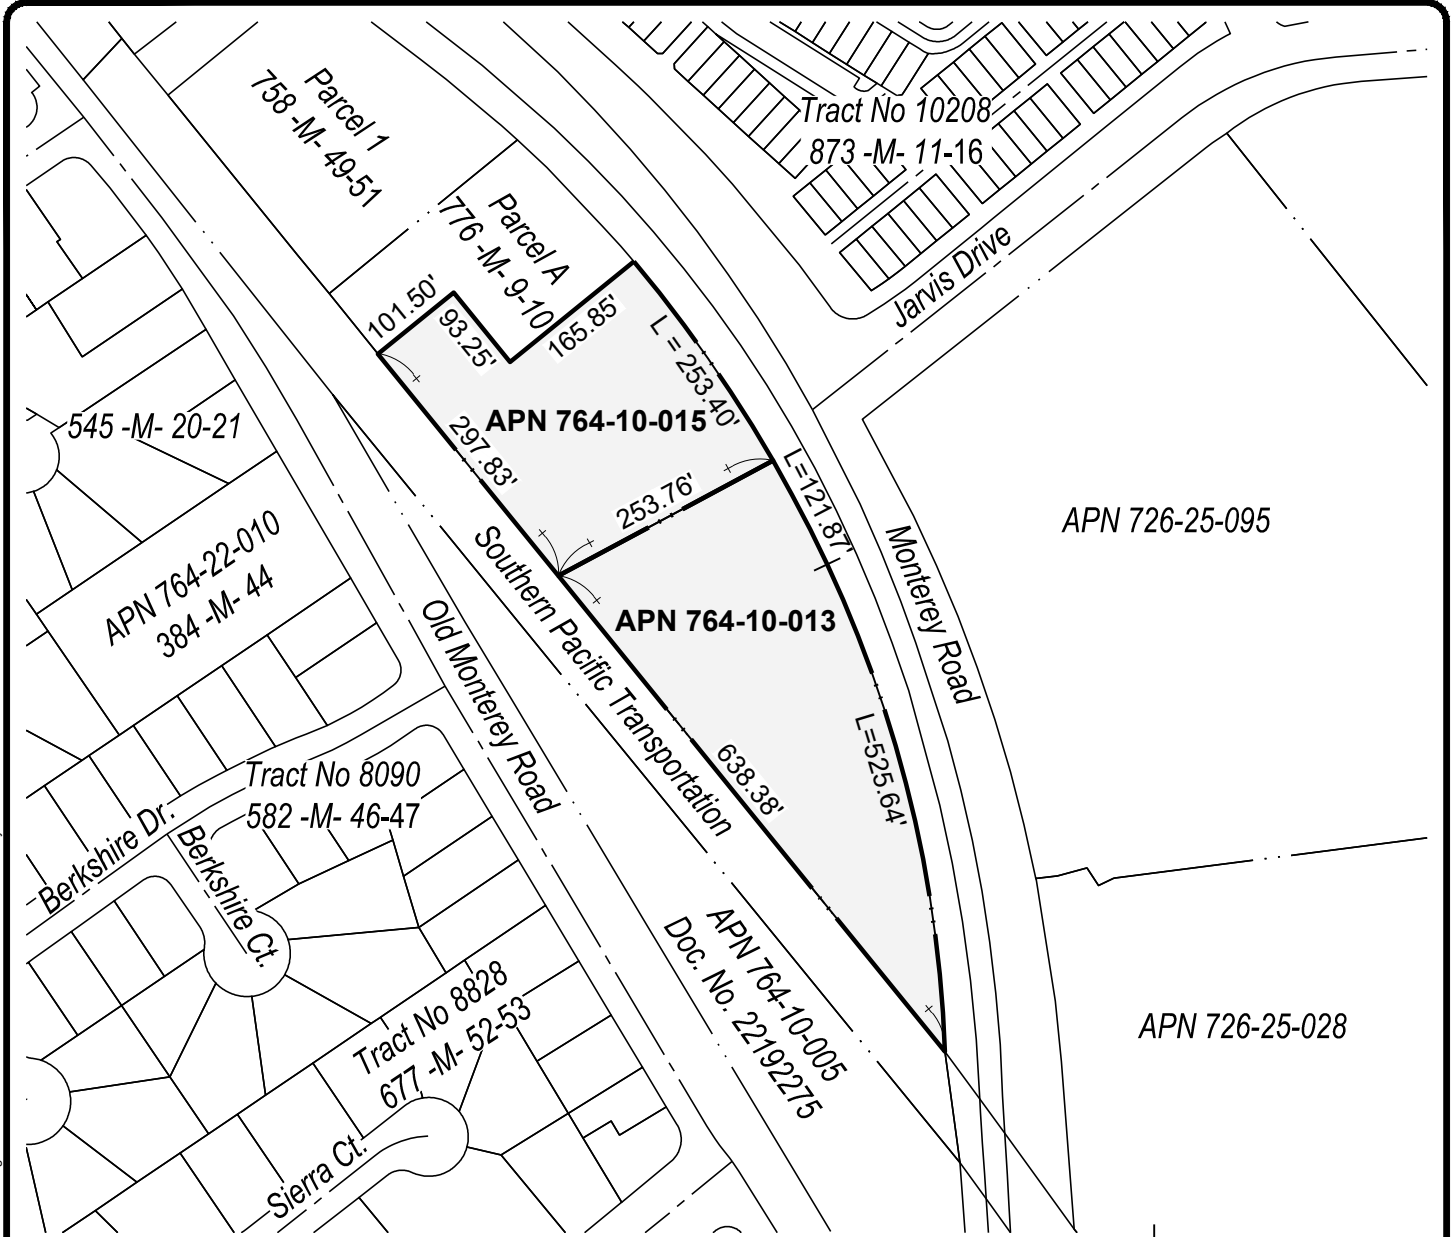 Parcel 1
758 -M- 49-51
Tract No 10208
873 -M- 11-16
Parcel A
776 -M- 9-10
Jarvis Drive
101.50'
93.25'
165.85'
L = 253.40'
545 -M- 20-21
APN 764-10-015
297.83'
253.76'
L=121.87'
APN 726-25-095
APN 764-22-010
384 -M- 44
Southern Pacific Transportation
Monterey Road
Old Monterey Road
APN 764-10-013
L=525.64'
638.38'
Tract No 8090
582 -M- 46-47
Berkshire Dr.
Berkshire Ct.
APN 764-10-005
Doc. No. 22192275
Tract No 8828
677 -M- 52-53
APN 726-25-028
Sierra Ct.